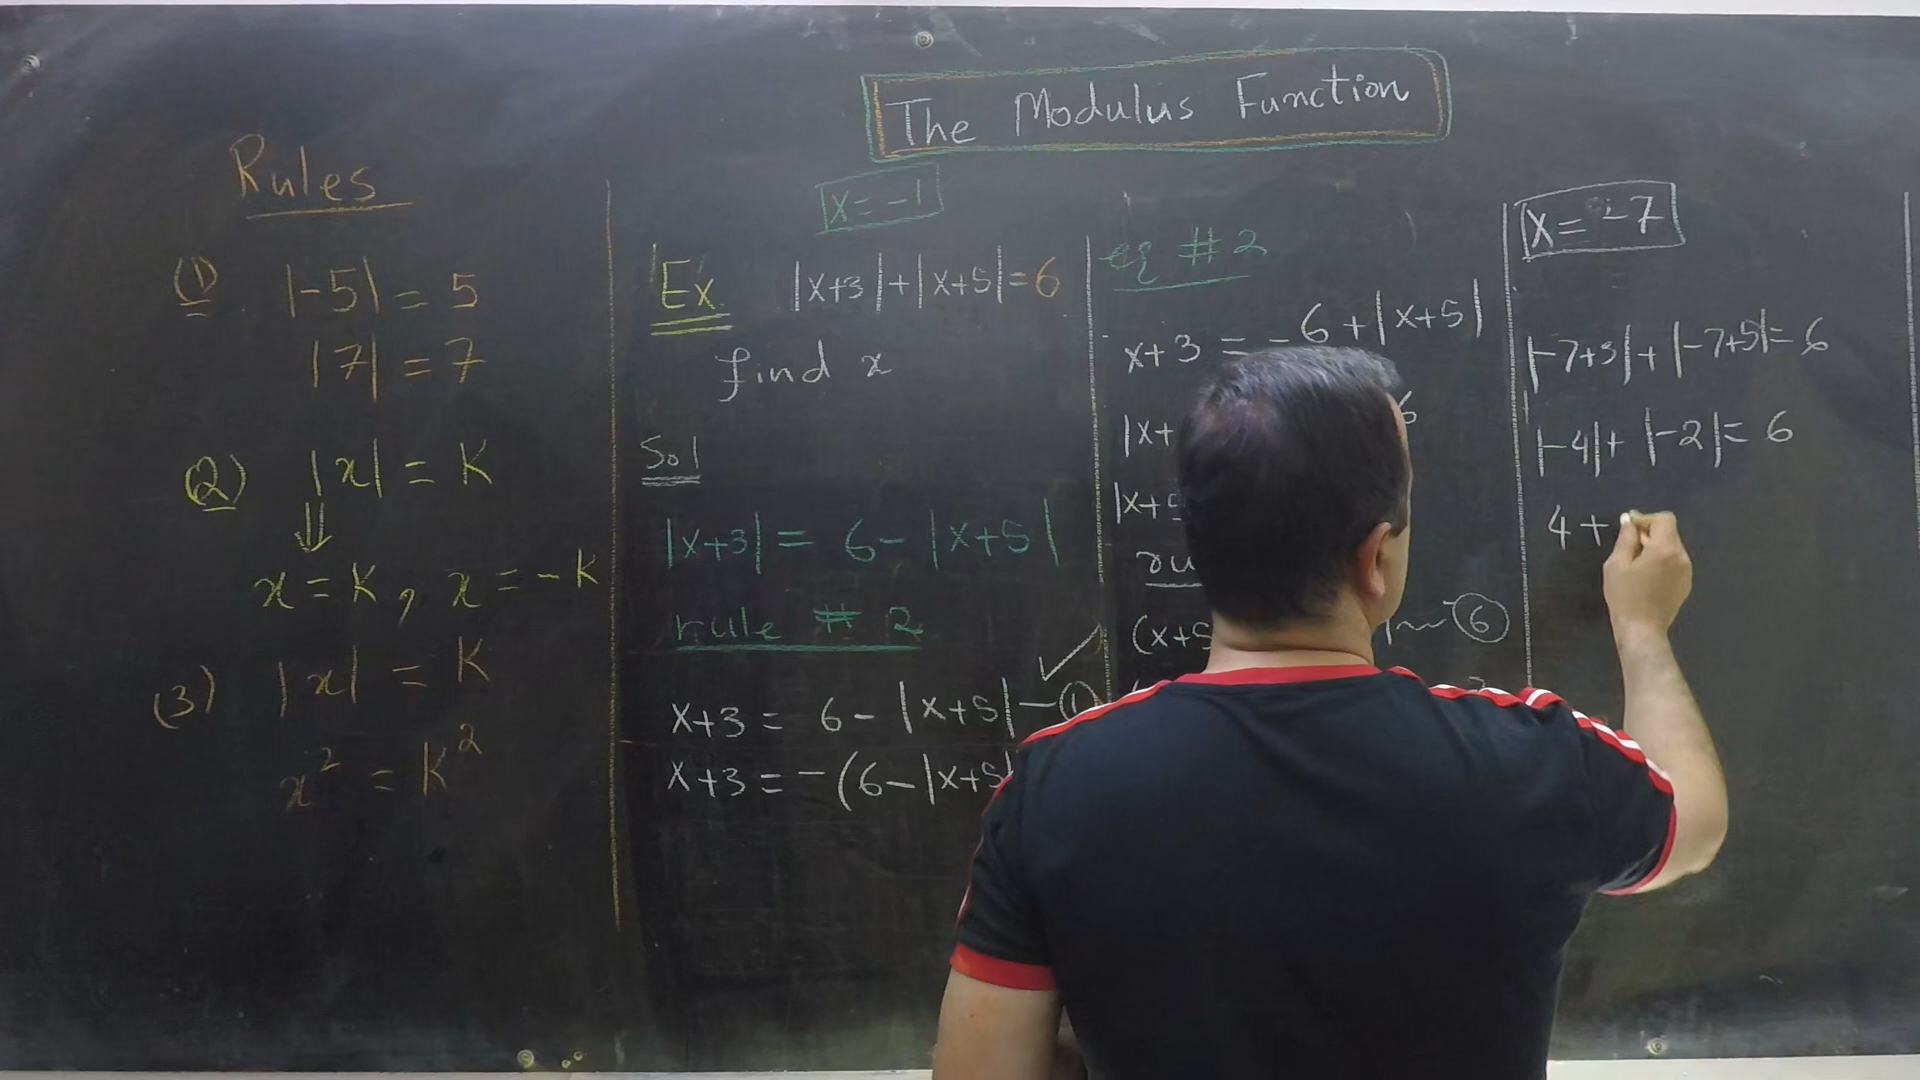 The Modulus Function
Rules
(1) |-5| = 5
|7| = 7
(2) |x| = K
⇓
x = K , x = -K
(3) |x| = K
x² = K²
x = -1
Ex. |x+3|+|x+5|=6
find x
Sol
|x+3| = 6- |x+5|
rule # 2
x+3 = 6- |x+5| —
x+3 = -(6-|x+5|
eq # 2
x+3 = -6 + |x+5|
|x+ 6
|x+5
(x+5 6
x = -7
|-7+3| + |-7+5| = 6
|-4| + |-2| = 6
4 +